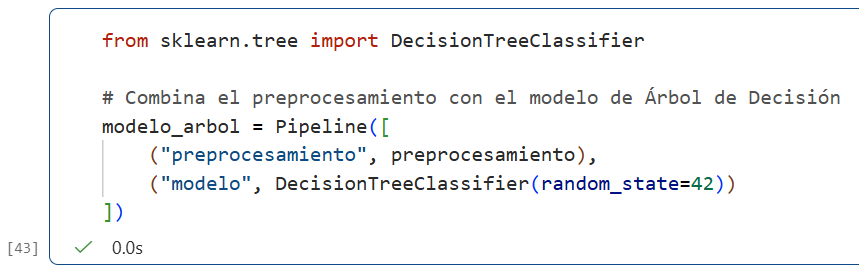 from sklearn.tree import DecisionTreeClassifier
# Combina el preprocesamiento con el modelo de Árbol de Decisión
modelo_arbol = Pipeline([
    ("preprocesamiento", preprocesamiento),
    ("modelo", DecisionTreeClassifier(random_state=42))
])
[43] ✓ 0.0s